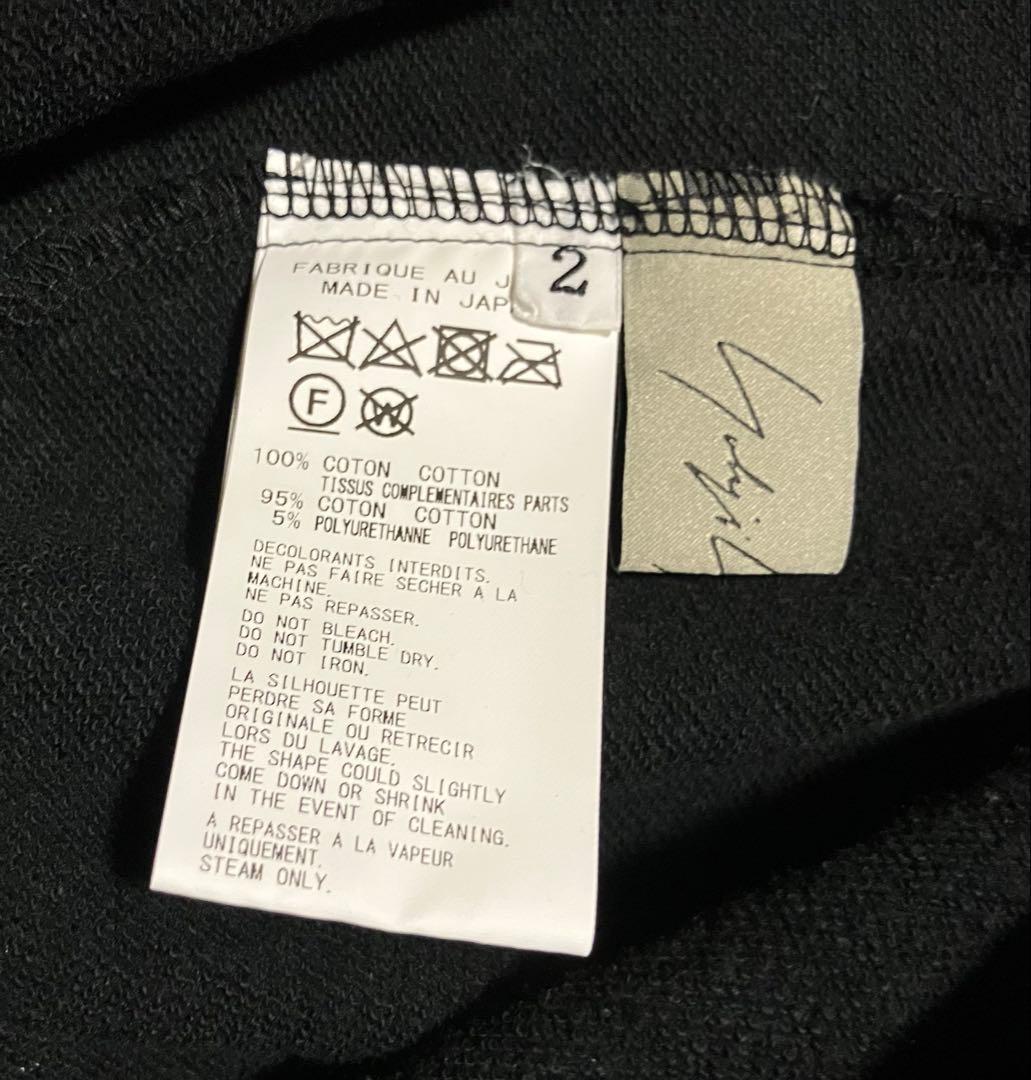 FABRIQUE AU J
MADE IN JAP
2
F
W
100% COTON COTTON
TISSUS COMPLEMENTAIRES PARTS
95% COTON COTTON
5% POLYURETHANNE POLYURETHANE
DECOLORANTS INTERDITS.
NE PAS FAIRE SECHER A LA
MACHINE.
NE PAS REPASSER.
DO NOT BLEACH.
DO NOT TUMBLE DRY.
DO NOT IRON.
LA SILHOUETTE PEUT
PERDRE SA FORME
ORIGINALE OU RETRECIR
LORS DU LAVAGE.
THE SHAPE COULD SLIGHTLY
COME DOWN OR SHRINK
IN THE EVENT OF CLEANING.
A REPASSER A LA VAPEUR
UNIQUEMENT.
STEAM ONLY.